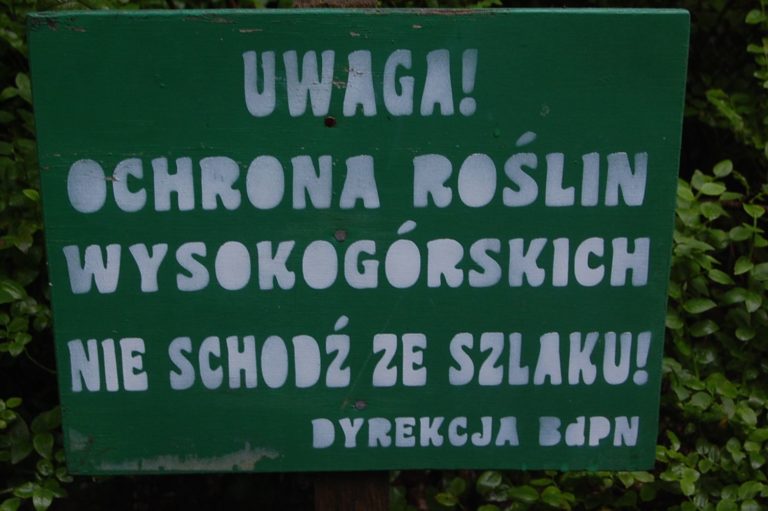 UWAGA!
OCHRONA ROŚLIN
WYSOKOGÓRSKICH
NIE SCHODŹ ZE SZLAKU!
DYREKCJA BdPN